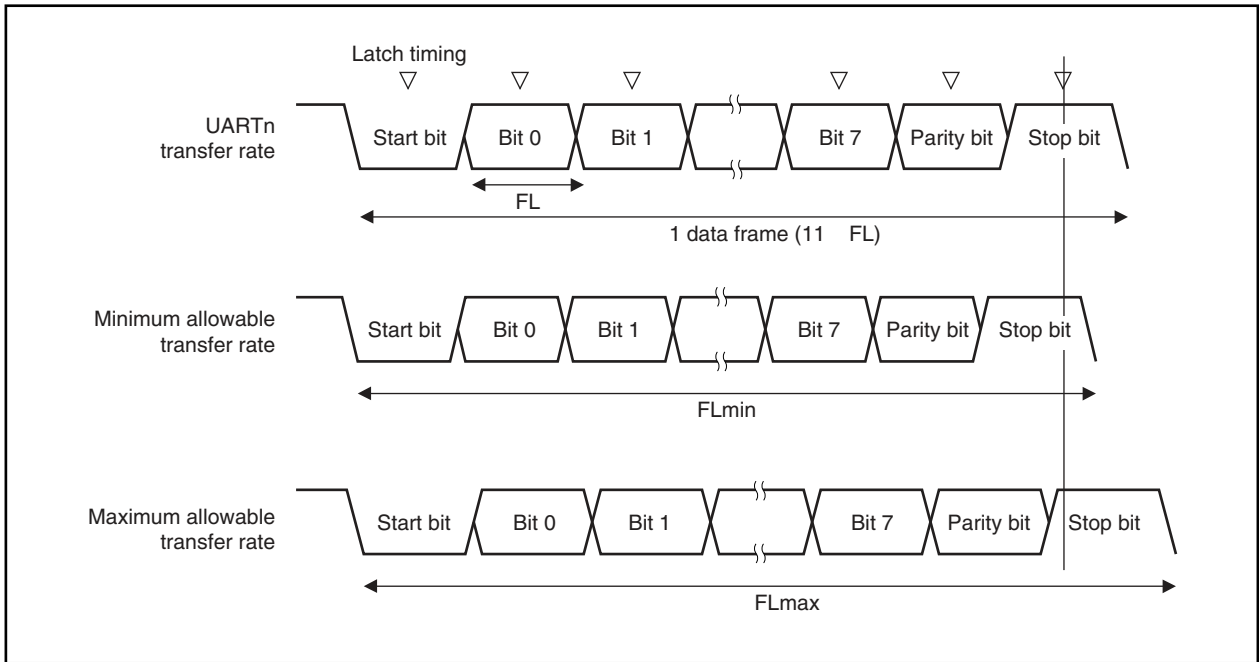 Latch timing
UARTn
transfer rate
Start bit
Bit 0
Bit 1
Bit 7
Parity bit
Stop bit
FL
1 data frame (11 FL)
Minimum allowable
transfer rate
Start bit
Bit 0
Bit 1
Bit 7
Parity bit
Stop bit
FLmin
Maximum allowable
transfer rate
Start bit
Bit 0
Bit 1
Bit 7
Parity bit
Stop bit
FLmax